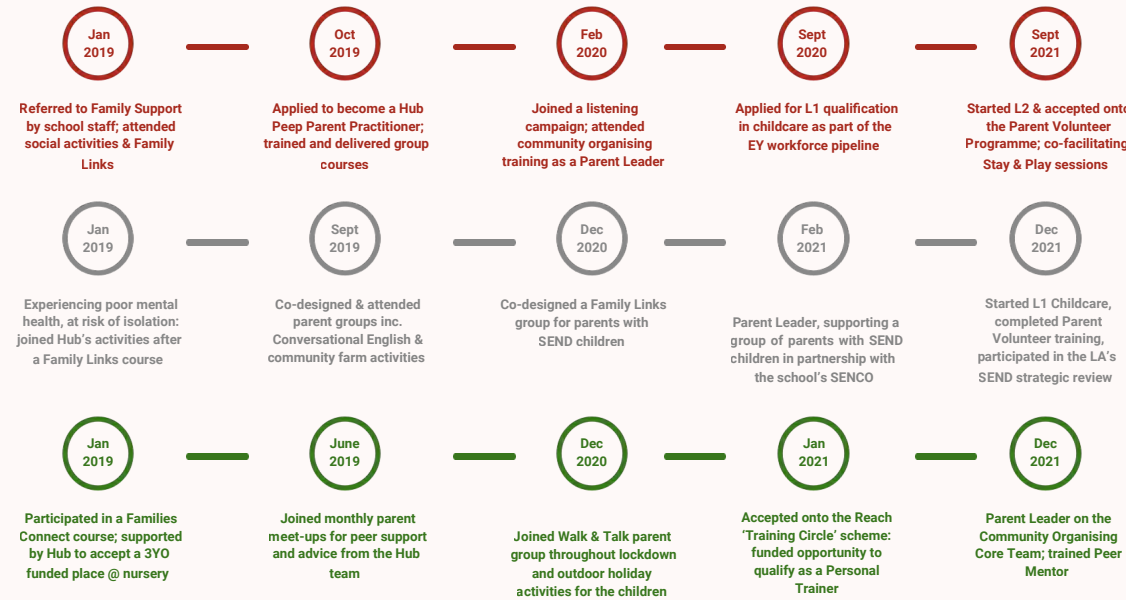 Jan
2019
Oct
2019
Feb
2020
Sept
2020
Sept
2021
Referred to Family Support
by school staff; attended
social activities & Family
Links
Applied to become a Hub
Peep Parent Practitioner;
trained and delivered group
courses
Joined a listening
campaign; attended
community organising
training as a Parent Leader
Applied for L1 qualification
in childcare as part of the
EY workforce pipeline
Started L2 & accepted onto
the Parent Volunteer
Programme; co-facilitating
Stay & Play sessions
Jan
2019
Sept
2019
Dec
2020
Feb
2021
Dec
2021
Experiencing poor mental
health, at risk of isolation:
joined Hub's activities after
a Family Links course
Co-designed & attended
parent groups inc.
Conversational English &
community farm activities
Co-designed a Family Links
group for parents with
SEND children
Parent Leader, supporting a
group of parents with SEND
children in partnership with
the school's SENCO
Started L1 Childcare,
completed Parent
Volunteer training,
participated in the LA's
SEND strategic review
Jan
2019
June
2019
Dec
2020
Jan
2021
Dec
2021
Participated in a Families
Connect course; supported
by Hub to accept a 3YO
funded place @ nursery
Joined monthly parent
meet-ups for peer support
and advice from the Hub
team
Joined Walk & Talk parent
group throughout lockdown
and outdoor holiday
activities for the children
Accepted onto the Reach
'Training Circle' scheme:
funded opportunity to
qualify as a Personal
Trainer
Parent Leader on the
Community Organising
Core Team; trained Peer
Mentor